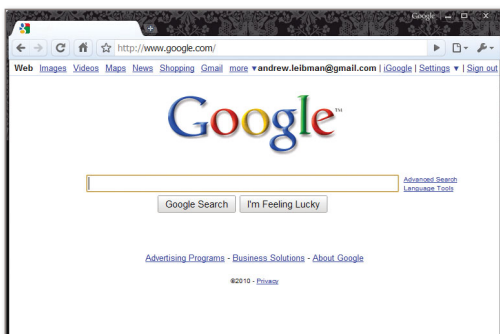 Google
http://www.google.com/
Web Images Videos Maps News Shopping Gmail more ▼ andrew.leibman@gmail.com | iGoogle | Settings ▼ | Sign out
Google™
Advanced Search
Language Tools
Google Search I'm Feeling Lucky
Advertising Programs - Business Solutions - About Google
©2010 - Privacy